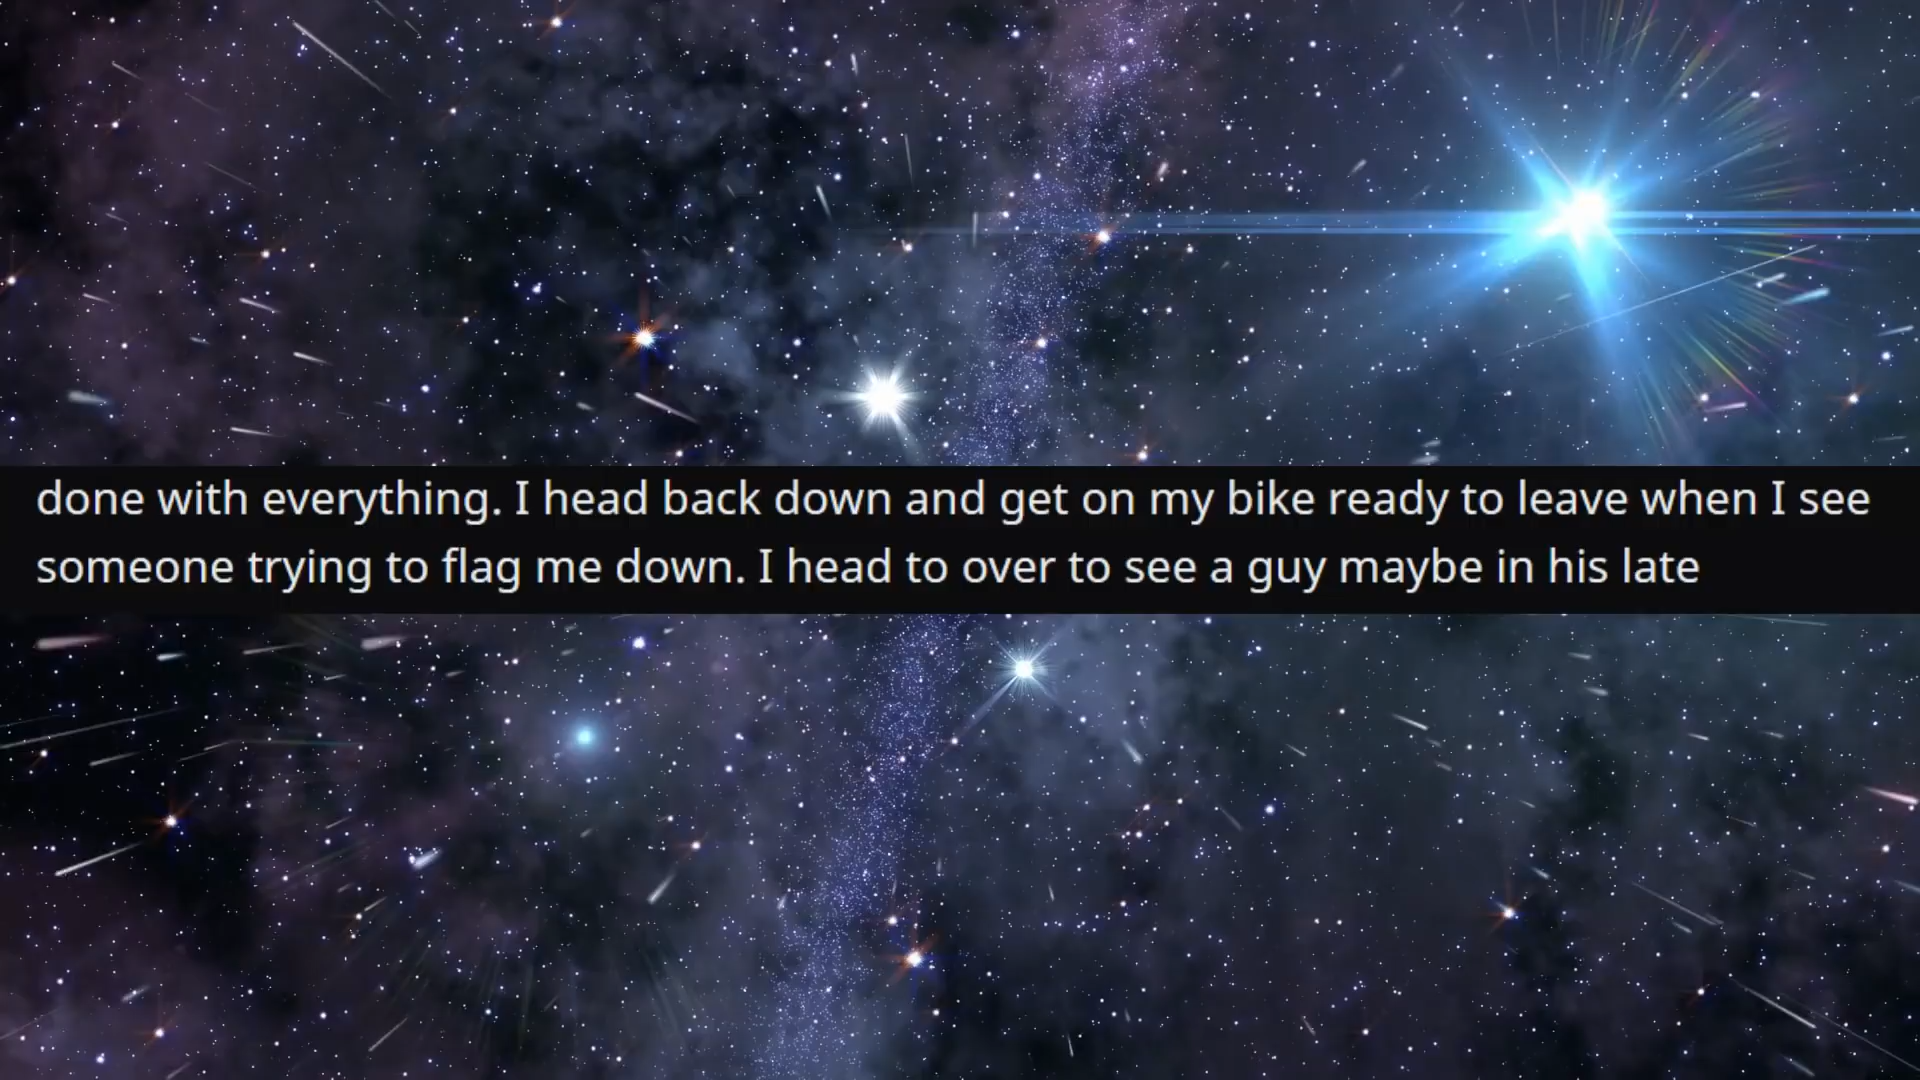 done with everything. I head back down and get on my bike ready to leave when I see
someone trying to flag me down. I head to over to see a guy maybe in his late